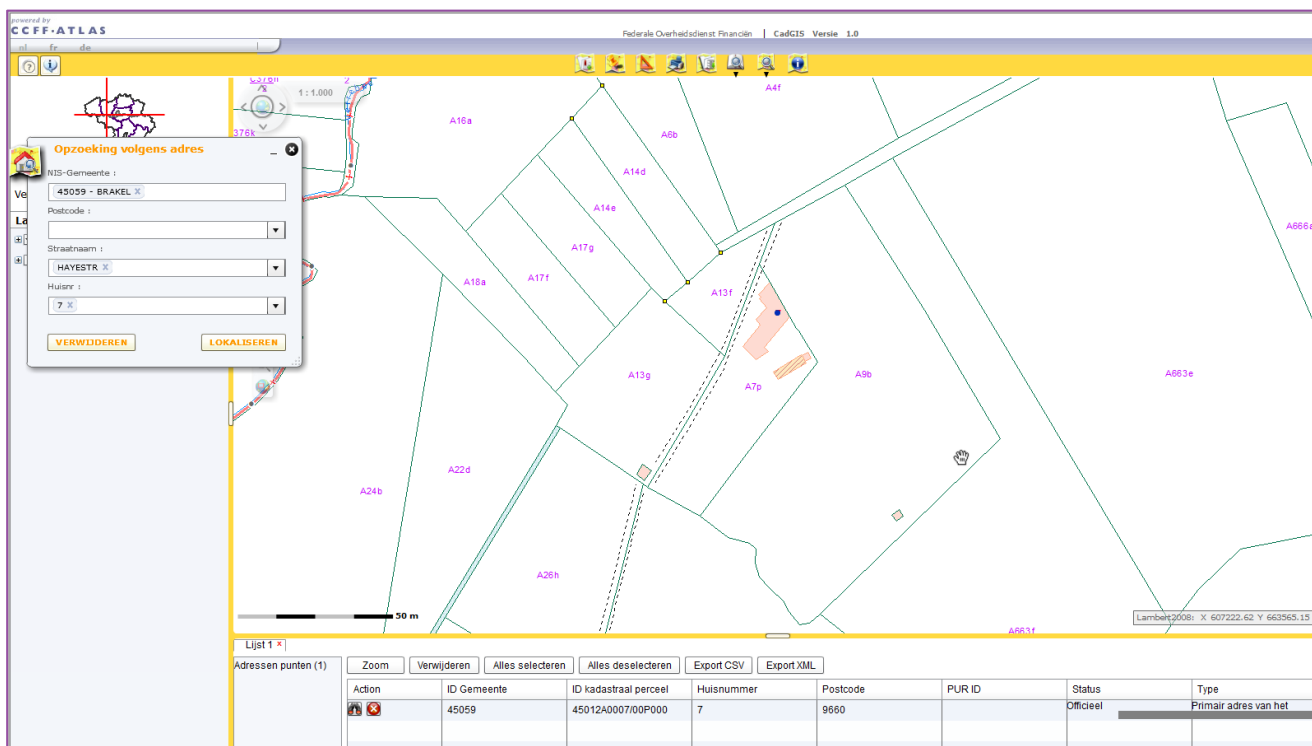 powered by
CCFF-ATLAS
Federale Overheidsdienst Financiën | CadGIS Versie 1.0
nl fr de
1 : 1.000
C376h
2
376k
A16a
A4f
A6b
A14d
A14e
A17g
A17f
A18a
A13f
A13g
A7p
A9b
A663e
A666a
A22d
A24b
A26h
A663f
Opzoeking volgens adres
NIS-Gemeente :
45059 - BRAKEL x
Postcode :
Straatnaam :
HAYESTR x
Huisnr :
7 x
VERWIJDEREN LOKALISEREN
Ve
La
50 m
Lambert2008: X 607222.62 Y 663565.15
Lijst 1 x
Adressen punten (1)
Zoom Verwijderen Alles selecteren Alles deselecteren Export CSV Export XML
Action ID Gemeente ID kadastraal perceel Huisnummer Postcode PUR ID Status Type
45059 45012A0007/00P000 7 9660 Officieel Primair adres van het